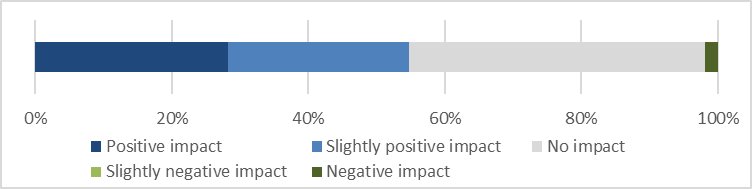 0% 20% 40% 60% 80% 100%
Positive impact Slightly positive impact No impact
Slightly negative impact Negative impact